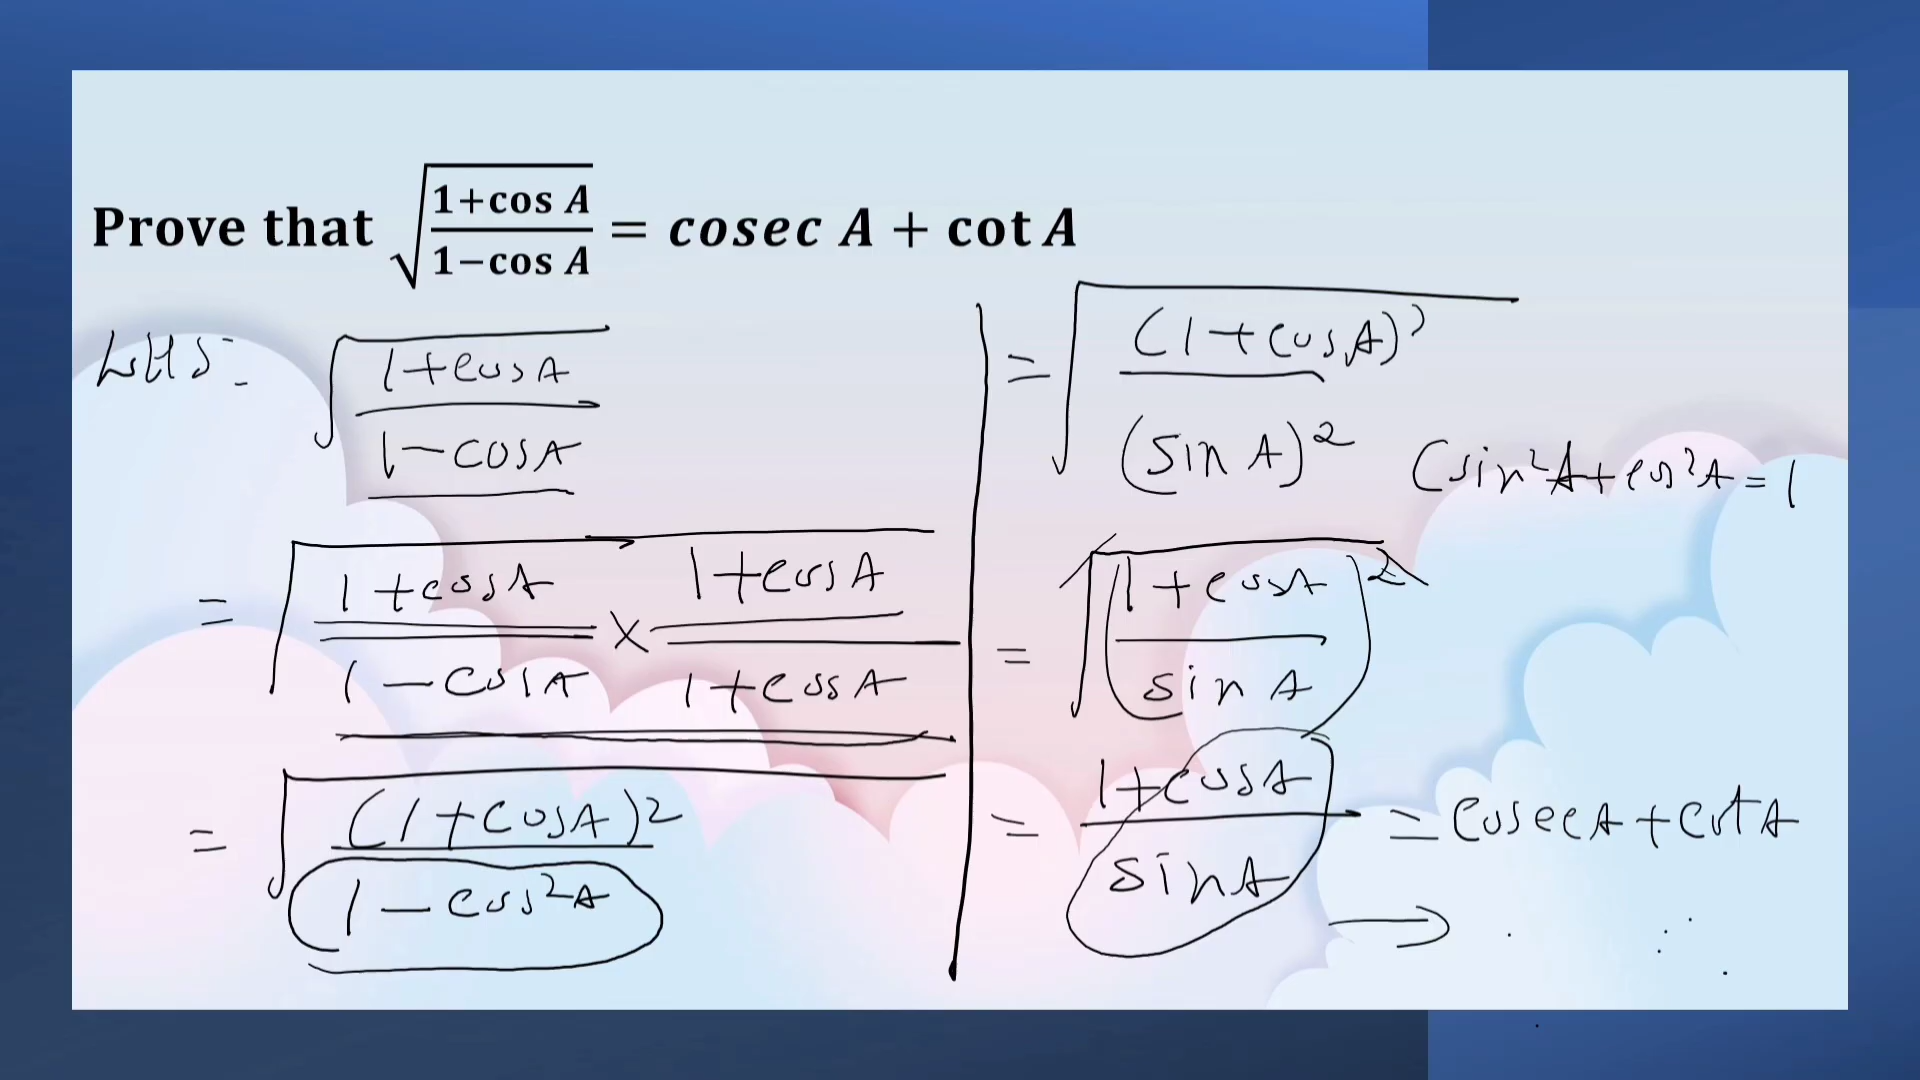 Prove that √((1+cos A)/(1−cos A)) = cosec A + cot A
LHS: √((1+cosA)/(1-cosA))
= √((1+cosA)/(1-cosA) × (1+cosA)/(1+cosA))
= √((1+cosA)²/(1-cos²A))
= √((1+cosA)²/(sin A)²) (sin²A+cos²A=1
= √((1+cosA)/(sin A))²
= (1+cosA)/(sinA) = cosecA+cotA